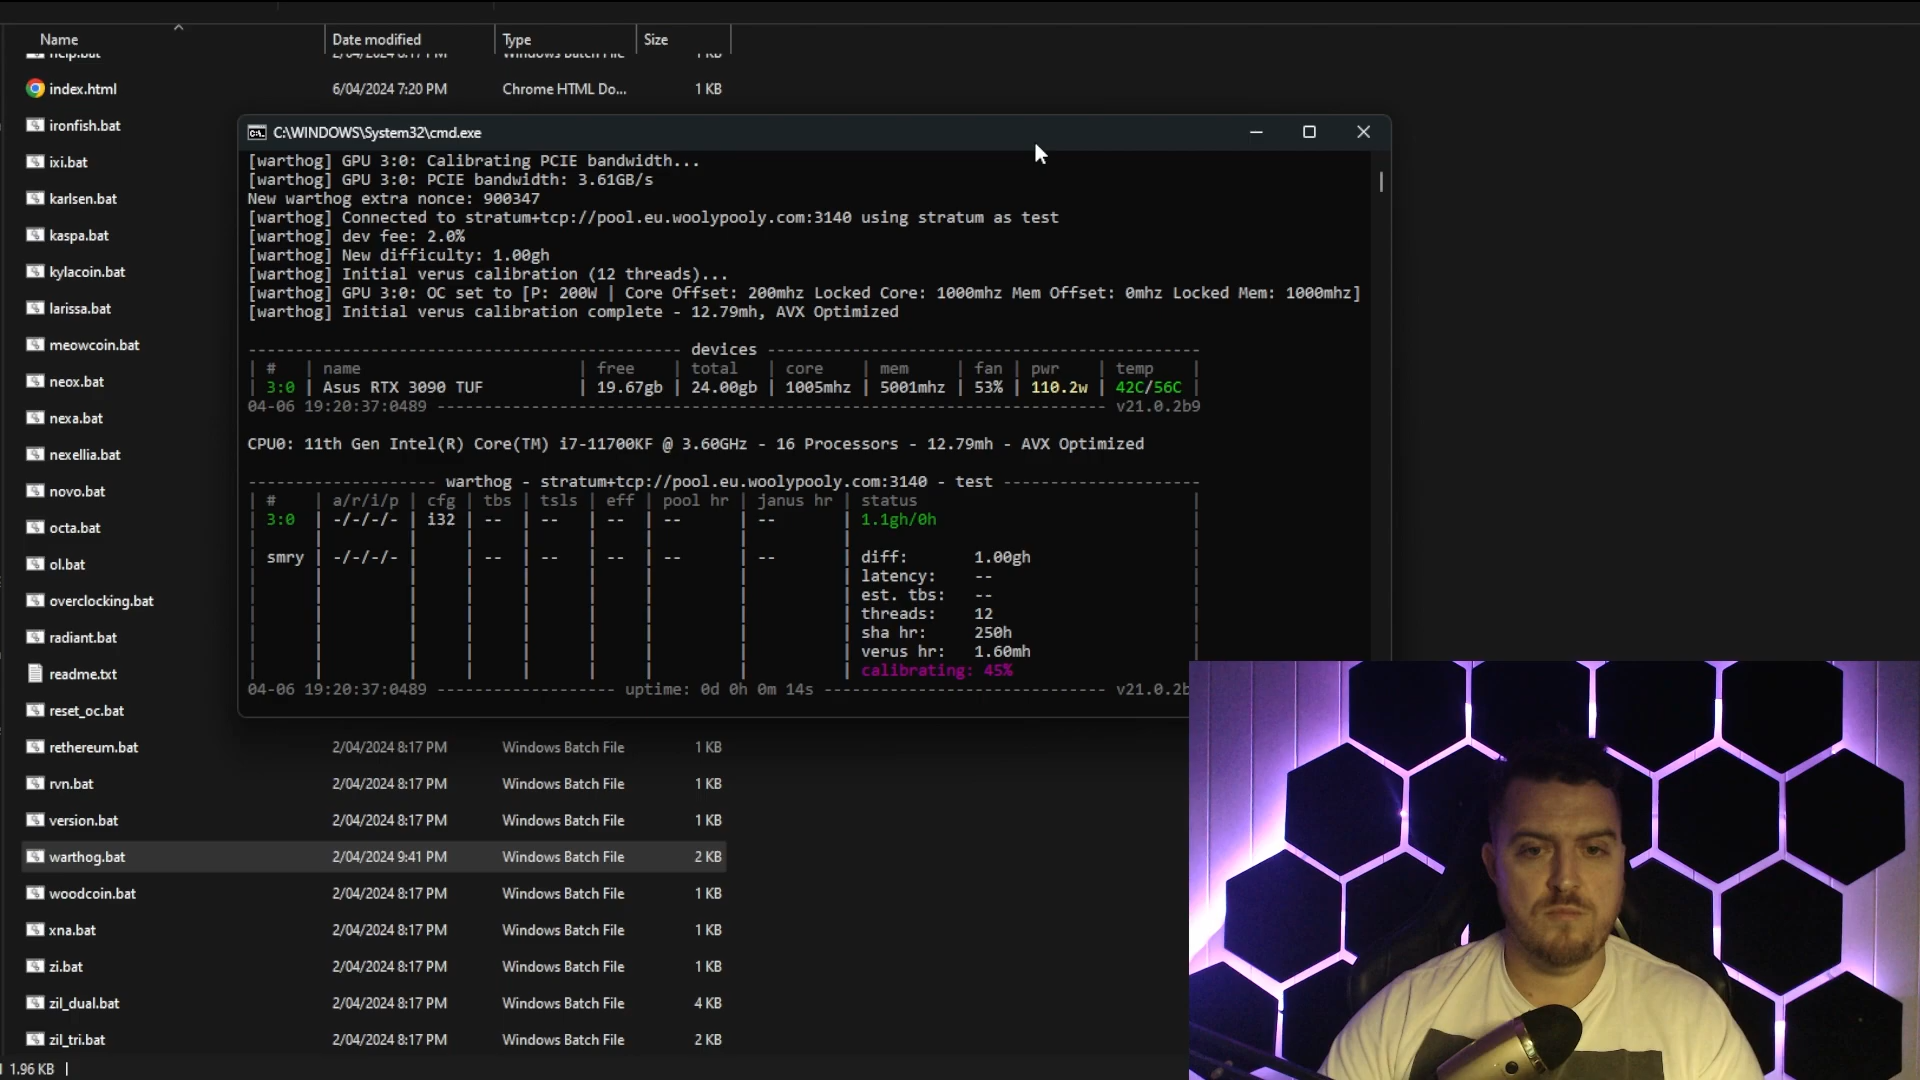 Name Date modified Type Size
help.bat 2/04/2024 8:17 PM Windows Batch File 1 KB
index.html 6/04/2024 7:20 PM Chrome HTML Do... 1 KB
ironfish.bat
ixi.bat
karlsen.bat
kaspa.bat
kylacoin.bat
larissa.bat
meowcoin.bat
neox.bat
nexa.bat
nexellia.bat
novo.bat
octa.bat
ol.bat
overclocking.bat
radiant.bat
readme.txt
reset_oc.bat
rethereum.bat 2/04/2024 8:17 PM Windows Batch File 1 KB
rvn.bat 2/04/2024 8:17 PM Windows Batch File 1 KB
version.bat 2/04/2024 8:17 PM Windows Batch File 1 KB
warthog.bat 2/04/2024 9:41 PM Windows Batch File 2 KB
woodcoin.bat 2/04/2024 8:17 PM Windows Batch File 1 KB
xna.bat 2/04/2024 8:17 PM Windows Batch File 1 KB
zi.bat 2/04/2024 8:17 PM Windows Batch File 1 KB
zil_dual.bat 2/04/2024 8:17 PM Windows Batch File 4 KB
zil_tri.bat 2/04/2024 8:17 PM Windows Batch File 2 KB
1.96 KB
C:\WINDOWS\System32\cmd.exe
[warthog] GPU 3:0: Calibrating PCIE bandwidth...
[warthog] GPU 3:0: PCIE bandwidth: 3.61GB/s
New warthog extra nonce: 900347
[warthog] Connected to stratum+tcp://pool.eu.woolypooly.com:3140 using stratum as test
[warthog] dev fee: 2.0%
[warthog] New difficulty: 1.00gh
[warthog] Initial verus calibration (12 threads)...
[warthog] GPU 3:0: OC set to [P: 200W | Core Offset: 200mhz Locked Core: 1000mhz Mem Offset: 0mhz Locked Mem: 1000mhz]
[warthog] Initial verus calibration complete - 12.79mh, AVX Optimized
---------------------------------------------- devices -----------------------------------------------
| # | name | free | total | core | mem | fan | pwr | temp |
| 3:0 | Asus RTX 3090 TUF | 19.67gb | 24.00gb | 1005mhz | 5001mhz | 53% | 110.2w | 42C/56C |
04-06 19:20:37:0489 ----------------------------------------------------------------------- v21.0.2b9
CPU0: 11th Gen Intel(R) Core(TM) i7-11700KF @ 3.60GHz - 16 Processors - 12.79mh - AVX Optimized
-------------------- warthog - stratum+tcp://pool.eu.woolypooly.com:3140 - test ---------------------
| # | a/r/i/p | cfg | tbs | tsls | eff | pool hr | janus hr | status |
| 3:0 | -/-/-/- | i32 | -- | -- | -- | -- | -- | 1.1gh/0h |
| smry | -/-/-/- | | -- | -- | -- | -- | -- | diff: 1.00gh |
latency: --
est. tbs: --
threads: 12
sha hr: 250h
verus hr: 1.60mh
calibrating: 45%
04-06 19:20:37:0489 ------------------- uptime: 0d 0h 0m 14s ------------------------------ v21.0.2b